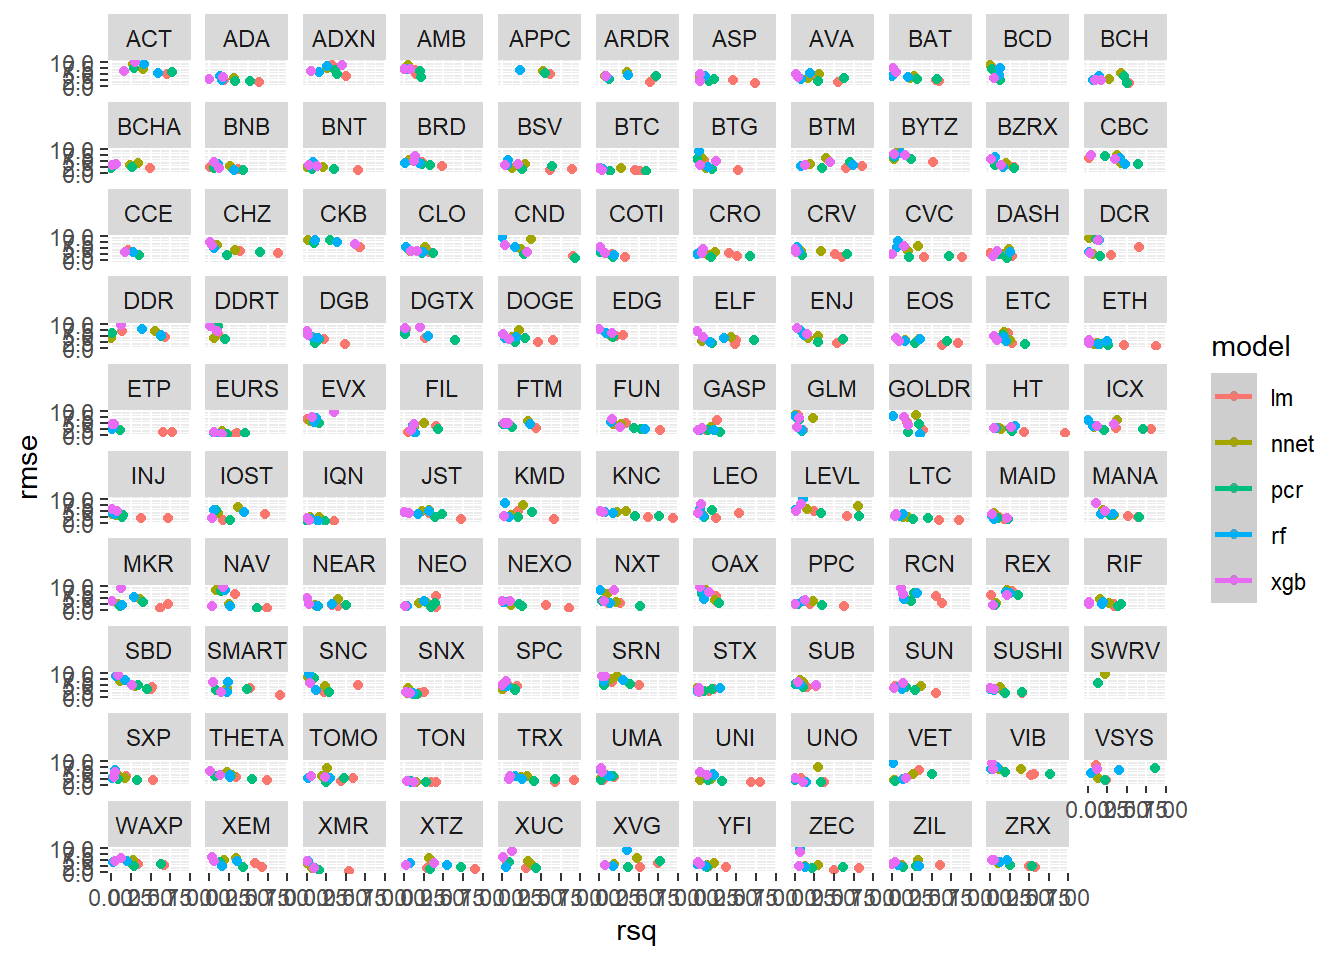 ACT ADA ADXN AMB APPC ARDR ASP AVA BAT BCD BCH
BCHA BNB BNT BRD BSV BTC BTG BTM BYTZ BZRX CBC
CCE CHZ CKB CLO CND COTI CRO CRV CVC DASH DCR
DDR DDRT DGB DGTX DOGE EDG ELF ENJ EOS ETC ETH
ETP EURS EVX FIL FTM FUN GASP GLM GOLDR HT ICX
INJ IOST IQN JST KMD KNC LEO LEVL LTC MAID MANA
MKR NAV NEAR NEO NEXO NXT OAX PPC RCN REX RIF
SBD SMART SNC SNX SPC SRN STX SUB SUN SUSHI SWRV
SXP THETA TOMO TON TRX UMA UNI UNO VET VIB VSYS
WAXP XEM XMR XTZ XUC XVG YFI ZEC ZIL ZRX
rsq
rmse
model
lm
nnet
pcr
rf
xgb